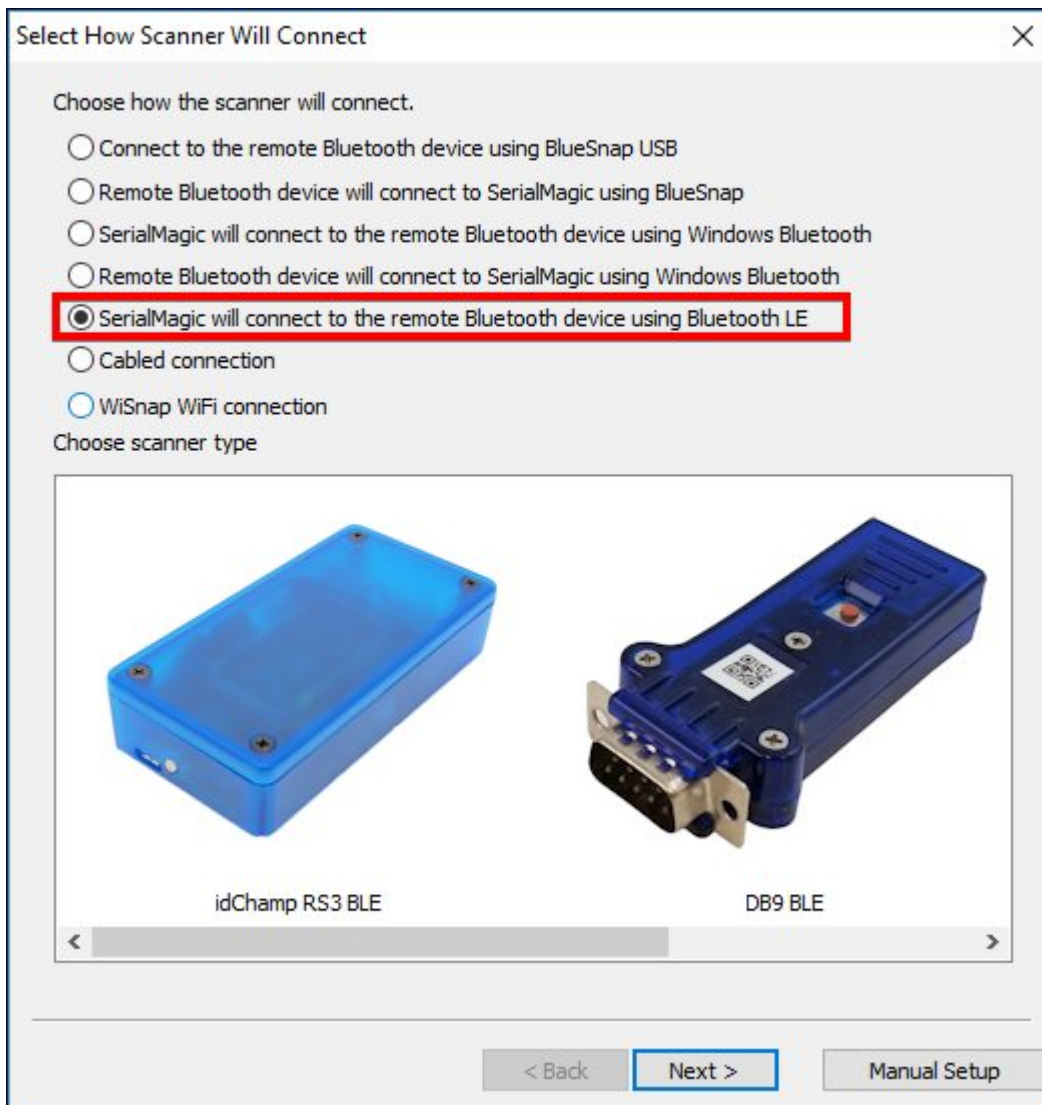 Select How Scanner Will Connect
Choose how the scanner will connect.
Connect to the remote Bluetooth device using BlueSnap USB
Remote Bluetooth device will connect to SerialMagic using BlueSnap
SerialMagic will connect to the remote Bluetooth device using Windows Bluetooth
Remote Bluetooth device will connect to SerialMagic using Windows Bluetooth
SerialMagic will connect to the remote Bluetooth device using Bluetooth LE
Cabled connection
WiSnap WiFi connection
Choose scanner type
idChamp RS3 BLE
DB9 BLE
< Back
Next >
Manual Setup